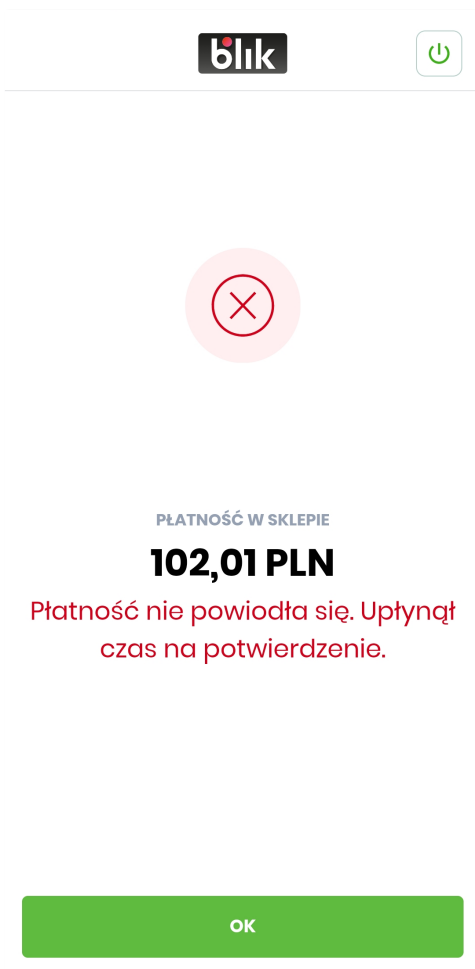 blik
PŁATNOŚĆ W SKLEPIE
102,01 PLN
Płatność nie powiodła się. Upłynął
czas na potwierdzenie.
OK